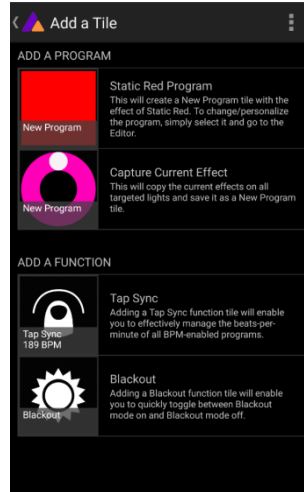 Add a Tile
ADD A PROGRAM
Static Red Program
This will create a New Program tile with the
effect of Static Red. To change/personalize
the program, simply select it and go to the
Editor.
New Program
Capture Current Effect
This will copy the current effects on all
targeted lights and save it as a New Program
tile.
New Program
ADD A FUNCTION
Tap Sync
Adding a Tap Sync function tile will enable
you to effectively manage the beats-per-
minute of all BPM-enabled programs.
Tap Sync
189 BPM
Blackout
Adding a Blackout function tile will enable
you to quickly toggle between Blackout
mode on and Blackout mode off.
Blackout